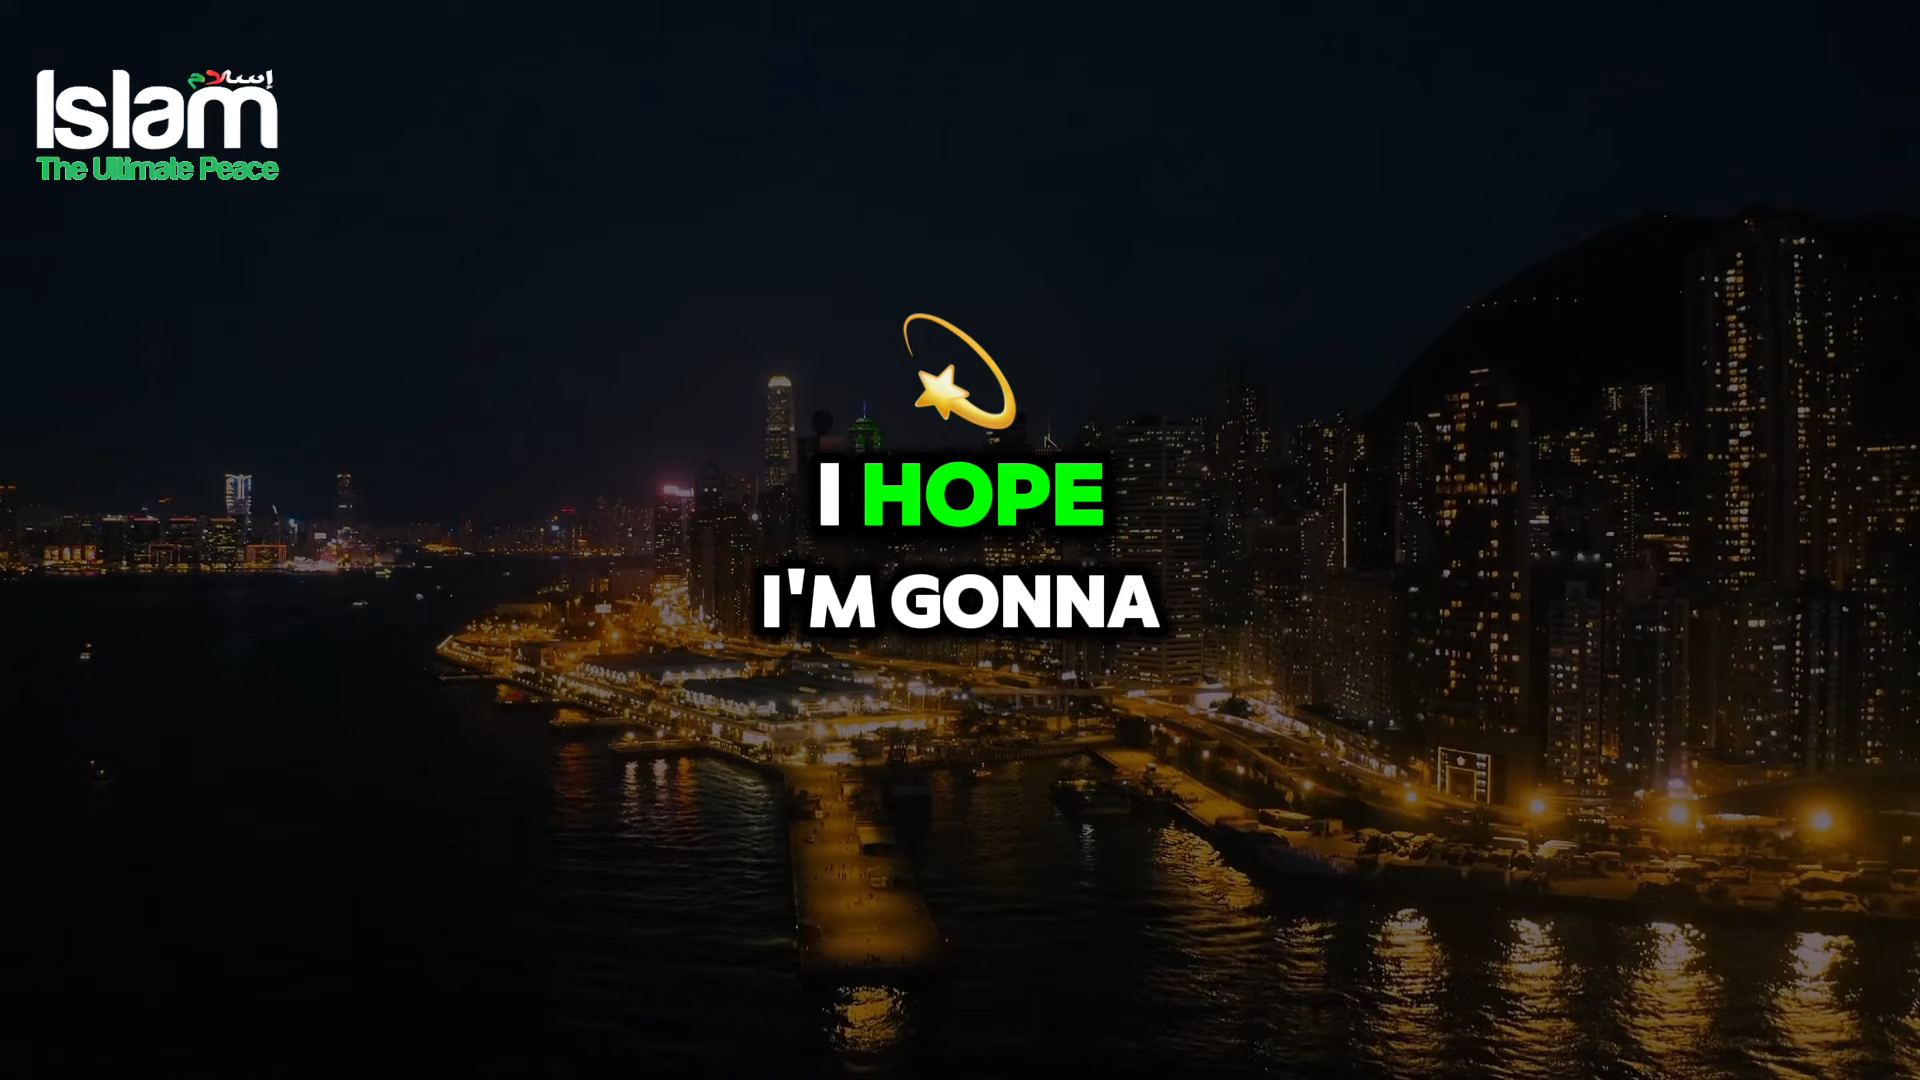 إسلام
Islam
The Ultimate Peace
I HOPE
I'M GONNA